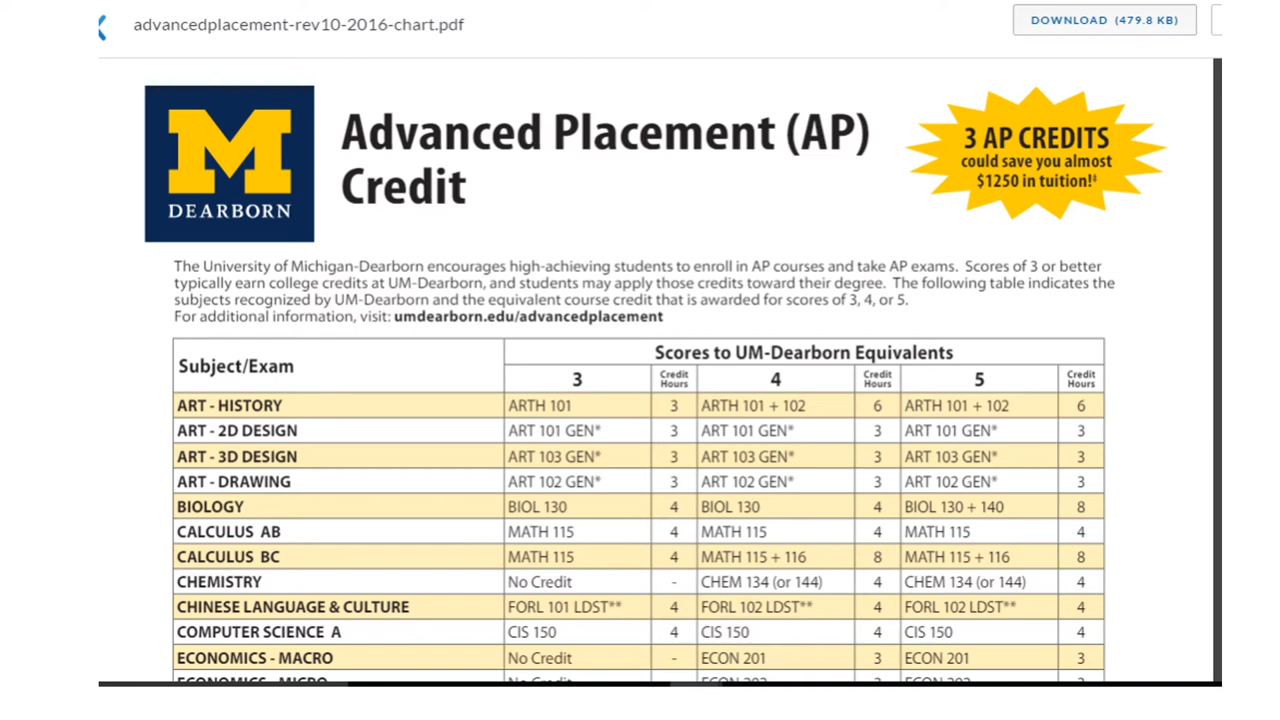 advancedplacement-rev10-2016-chart.pdf
DOWNLOAD (479.8 KB)
M
DEARBORN
Advanced Placement (AP)
Credit
3 AP CREDITS
could save you almost
$1250 in tuition!‡
The University of Michigan-Dearborn encourages high-achieving students to enroll in AP courses and take AP exams. Scores of 3 or better
typically earn college credits at UM-Dearborn, and students may apply those credits toward their degree. The following table indicates the
subjects recognized by UM-Dearborn and the equivalent course credit that is awarded for scores of 3, 4, or 5.
For additional information, visit: umdearborn.edu/advancedplacement
Subject/Exam
Scores to UM-Dearborn Equivalents
3 Credit Hours 4 Credit Hours 5 Credit Hours
ART - HISTORY ARTH 101 3 ARTH 101 + 102 6 ARTH 101 + 102 6
ART - 2D DESIGN ART 101 GEN* 3 ART 101 GEN* 3 ART 101 GEN* 3
ART - 3D DESIGN ART 103 GEN* 3 ART 103 GEN* 3 ART 103 GEN* 3
ART - DRAWING ART 102 GEN* 3 ART 102 GEN* 3 ART 102 GEN* 3
BIOLOGY BIOL 130 4 BIOL 130 4 BIOL 130 + 140 8
CALCULUS AB MATH 115 4 MATH 115 4 MATH 115 4
CALCULUS BC MATH 115 4 MATH 115 + 116 8 MATH 115 + 116 8
CHEMISTRY No Credit - CHEM 134 (or 144) 4 CHEM 134 (or 144) 4
CHINESE LANGUAGE & CULTURE FORL 101 LDST** 4 FORL 102 LDST** 4 FORL 102 LDST** 4
COMPUTER SCIENCE A CIS 150 4 CIS 150 4 CIS 150 4
ECONOMICS - MACRO No Credit - ECON 201 3 ECON 201 3